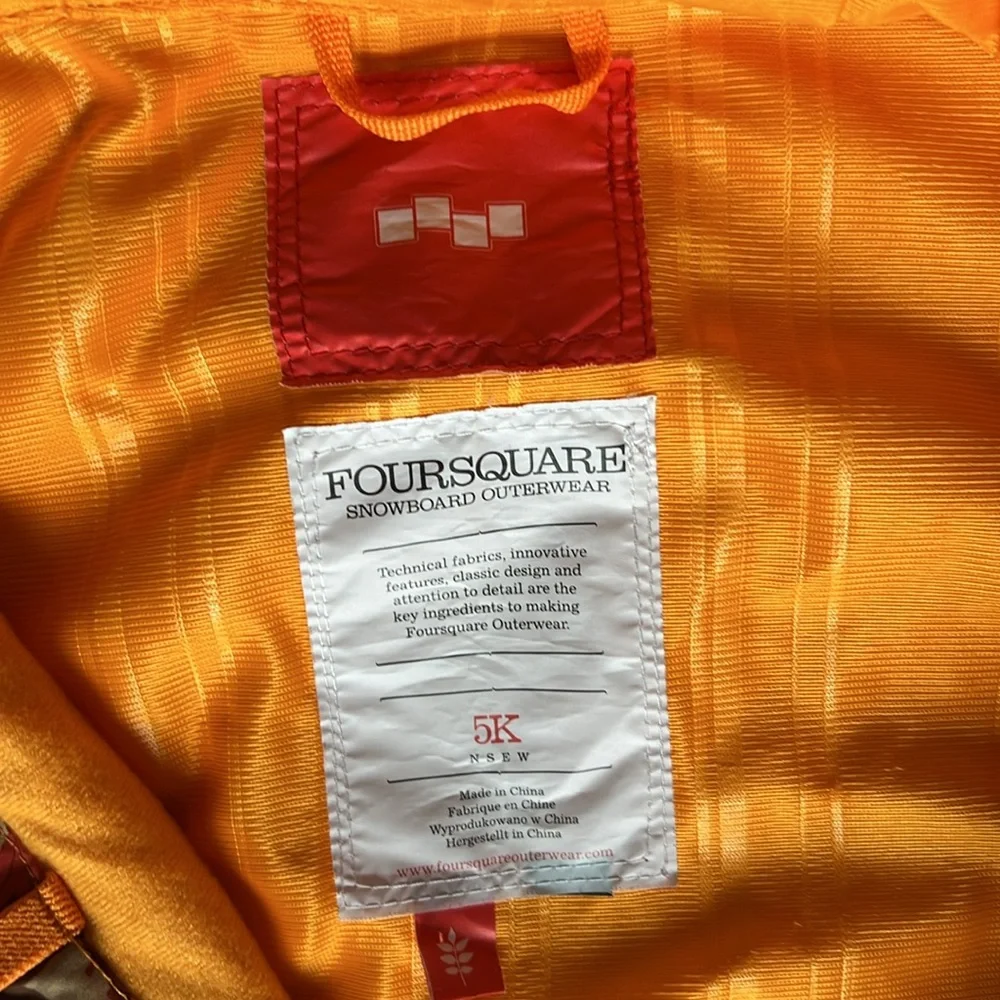 FOURSQUARE
SNOWBOARD OUTERWEAR
Technical fabrics, innovative
features, classic design and
attention to detail are the
key ingredients to making
Foursquare Outerwear.
5K
N S E W
Made in China
Fabrique en Chine
Wyprodukowano w China
Hergestellt in China
www.foursquareouterwear.com